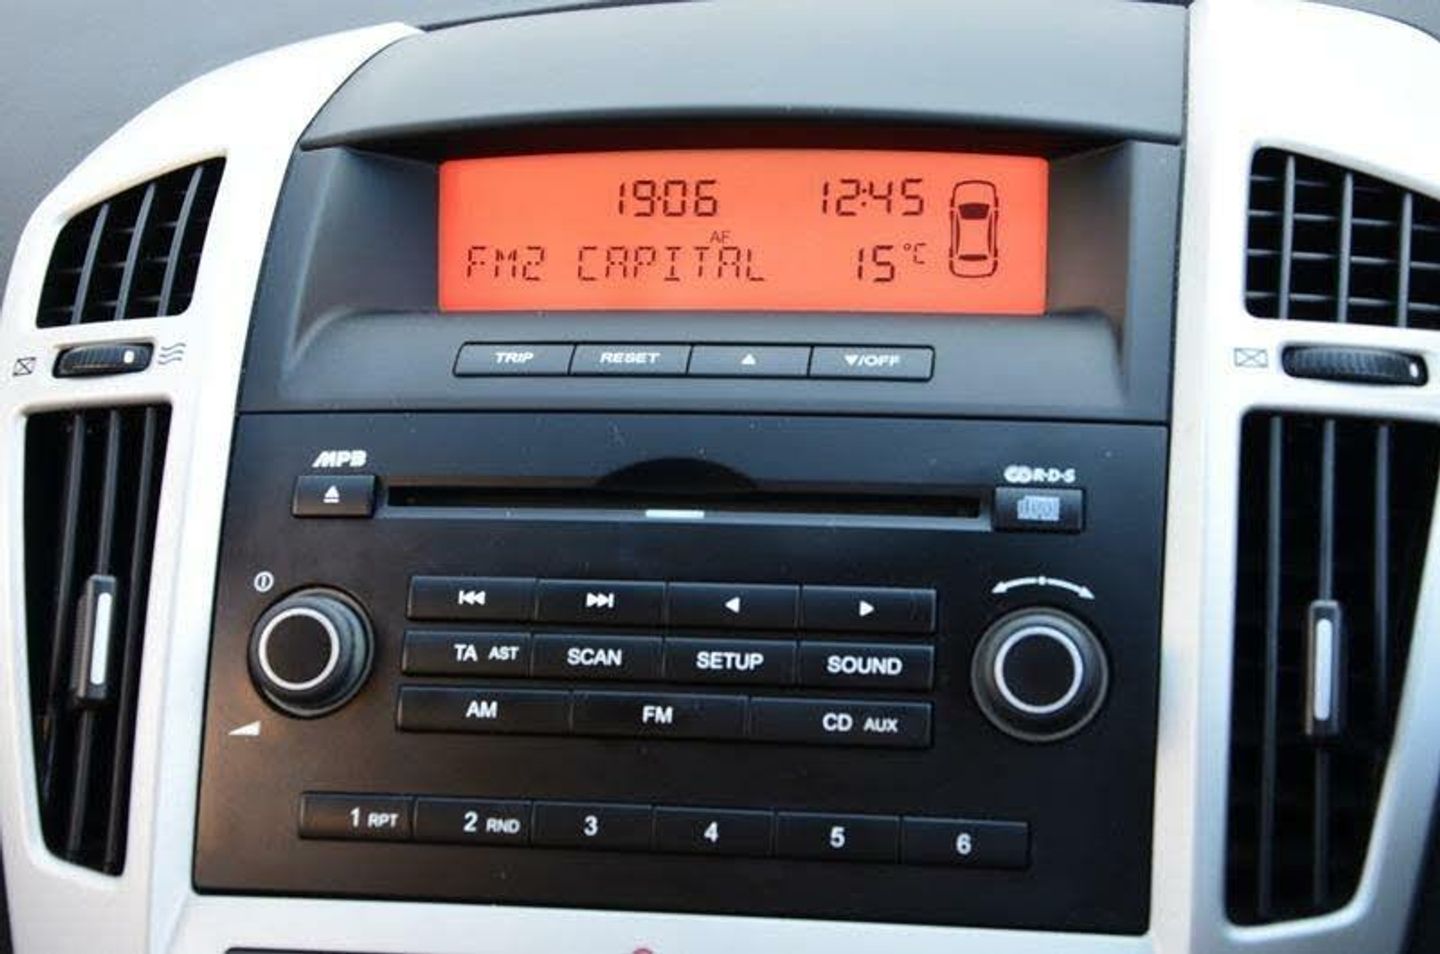 19:06 12:45
AF
FM2 CAPITAL 15°C
TRIP RESET ▲ ▼/OFF
MP3 CD R·D·S
TA AST SCAN SETUP SOUND
AM FM CD AUX
1 RPT 2 RND 3 4 5 6